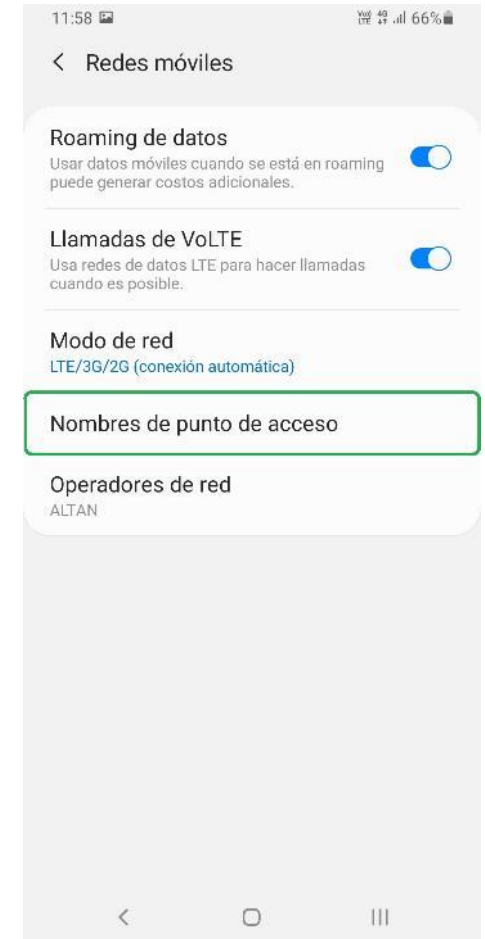 11:58 VoLTE 4G 66%
Redes móviles
Roaming de datos
Usar datos móviles cuando se está en roaming
puede generar costos adicionales.
Llamadas de VoLTE
Usa redes de datos LTE para hacer llamadas
cuando es posible.
Modo de red
LTE/3G/2G (conexión automática)
Nombres de punto de acceso
Operadores de red
ALTAN